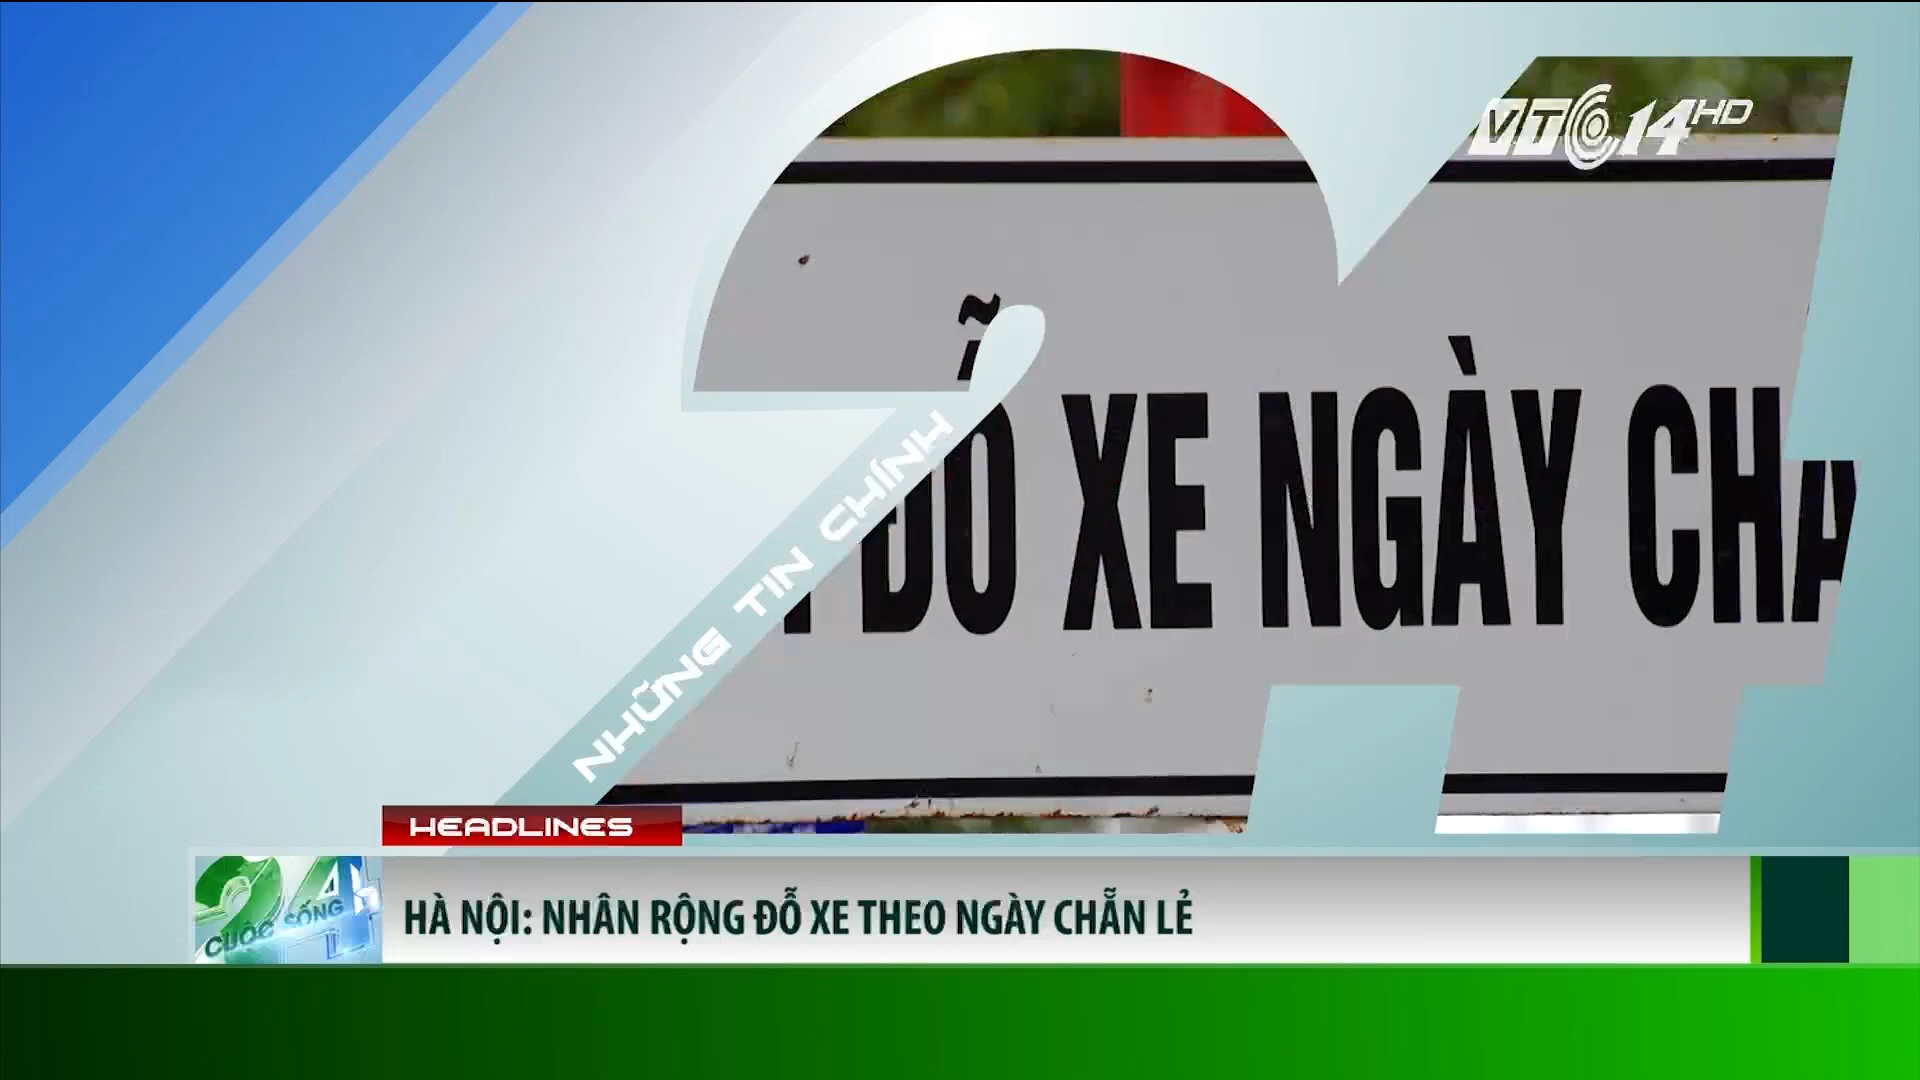 VTC14 HD
ĐỖ XE NGÀY
NHỮNG TIN CHÍNH
HEADLINES
24H
CUỘC SỐNG
HÀ NỘI: NHÂN RỘNG ĐỖ XE THEO NGÀY CHẴN LẺ